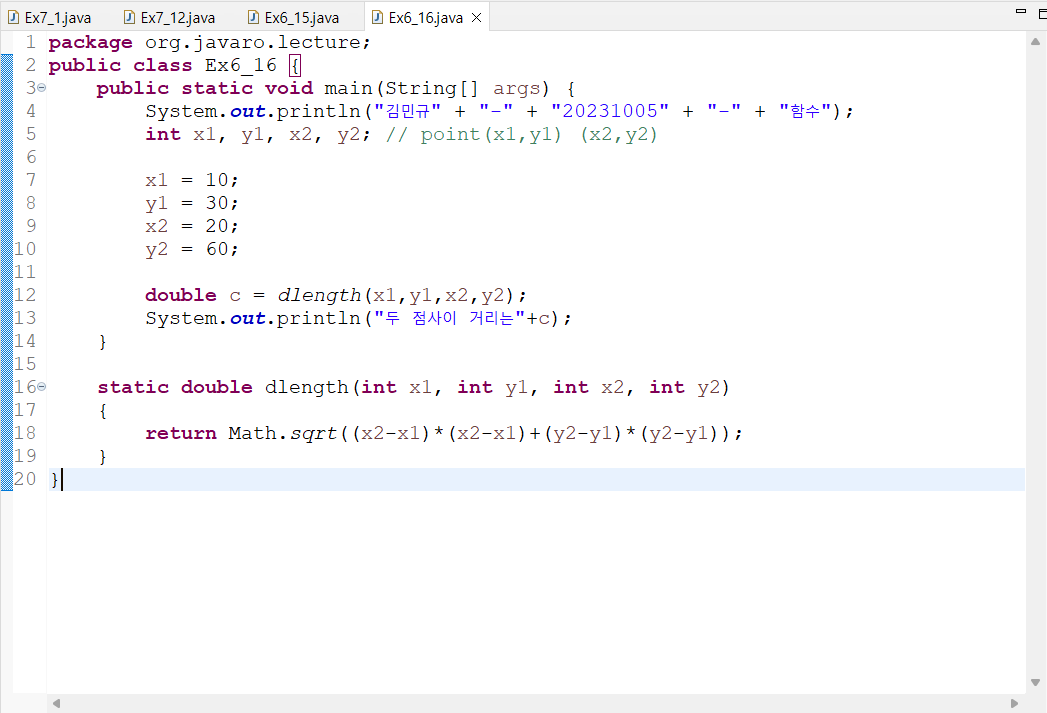 Ex7_1.java Ex7_12.java Ex6_15.java Ex6_16.java
1 package org.javaro.lecture;
2 public class Ex6_16 {
3 public static void main(String[] args) {
4 System.out.println("김민규" + "-" + "20231005" + "-" + "함수");
5 int x1, y1, x2, y2; // point(x1,y1) (x2,y2)
6
7 x1 = 10;
8 y1 = 30;
9 x2 = 20;
10 y2 = 60;
11
12 double c = dlength(x1,y1,x2,y2);
13 System.out.println("두 점사이 거리는"+c);
14 }
15
16 static double dlength(int x1, int y1, int x2, int y2)
17 {
18 return Math.sqrt((x2-x1)*(x2-x1)+(y2-y1)*(y2-y1));
19 }
20 }